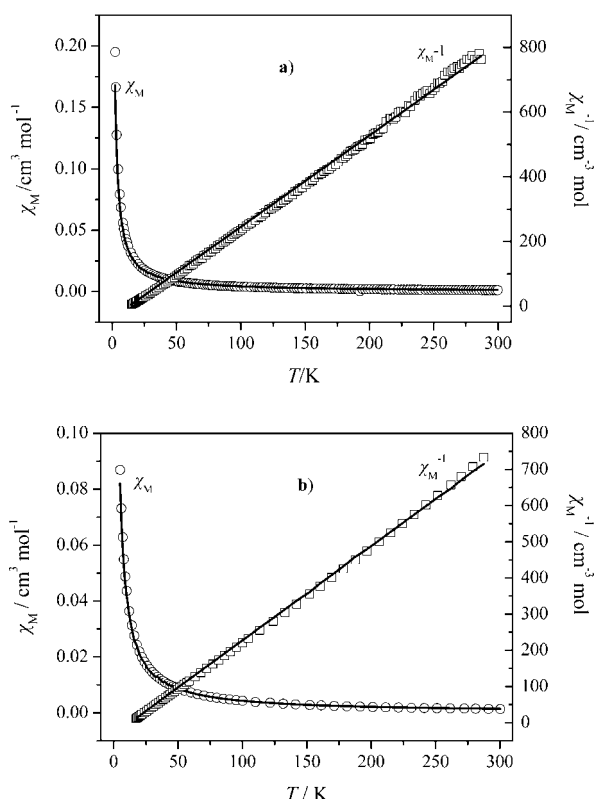 a)
χM
χM-1
0.20
0.15
0.10
0.05
0.00
χM /cm3 mol-1
800
600
400
200
0
χM-1/ cm-3 mol
0 50 100 150 200 250 300
T/K
b)
χM
χM-1
0.10
0.08
0.06
0.04
0.02
0.00
χM / cm3 mol-1
800
700
600
500
400
300
200
100
0
χM-1 / cm-3 mol
0 50 100 150 200 250 300
T / K